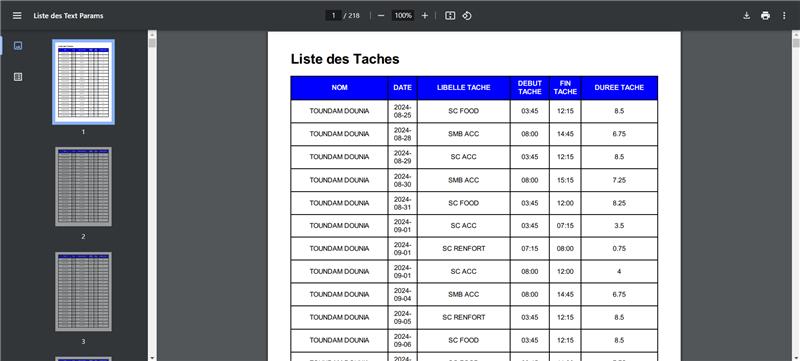 Liste des Text Params
1 / 218
100%
1
2
3
Liste des Taches
NOM DATE LIBELLE TACHE DEBUT TACHE FIN TACHE DUREE TACHE
TOUNDAM DOUNIA 2024-08-25 SC FOOD 03:45 12:15 8.5
TOUNDAM DOUNIA 2024-08-28 SMB ACC 08:00 14:45 6.75
TOUNDAM DOUNIA 2024-08-29 SC ACC 03:45 12:15 8.5
TOUNDAM DOUNIA 2024-08-30 SMB ACC 08:00 15:15 7.25
TOUNDAM DOUNIA 2024-08-31 SC FOOD 03:45 12:00 8.25
TOUNDAM DOUNIA 2024-09-01 SC ACC 03:45 07:15 3.5
TOUNDAM DOUNIA 2024-09-01 SC RENFORT 07:15 08:00 0.75
TOUNDAM DOUNIA 2024-09-01 SC ACC 08:00 12:00 4
TOUNDAM DOUNIA 2024-09-04 SMB ACC 08:00 14:45 6.75
TOUNDAM DOUNIA 2024-09-05 SC RENFORT 03:45 12:15 8.5
TOUNDAM DOUNIA 2024-09-06 SC FOOD 03:45 12:15 8.5
2024-